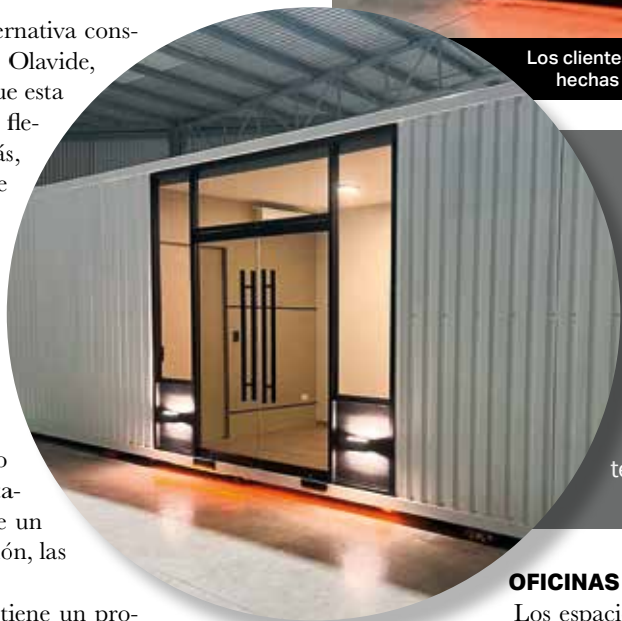 ernativa cons-
Olavide,
ue esta
fle-
ás,
e
o
ta-
e un
ón, las
tiene un pro-
Los cliente
hechas
te
OFICINAS
Los espaci